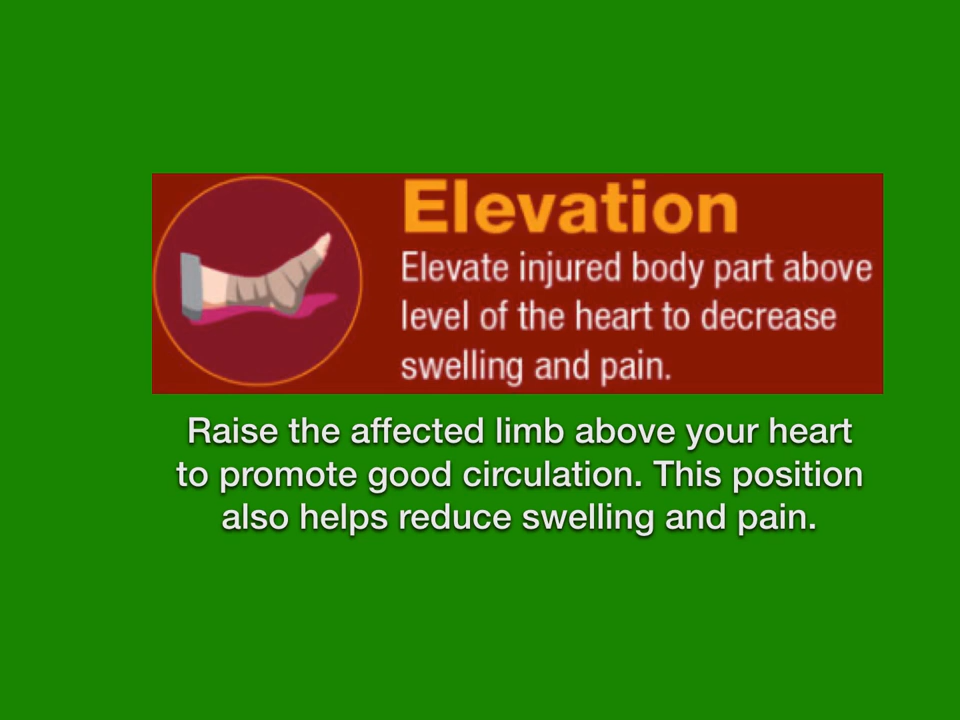 Elevation
Elevate injured body part above
level of the heart to decrease
swelling and pain.
Raise the affected limb above your heart
to promote good circulation. This position
also helps reduce swelling and pain.